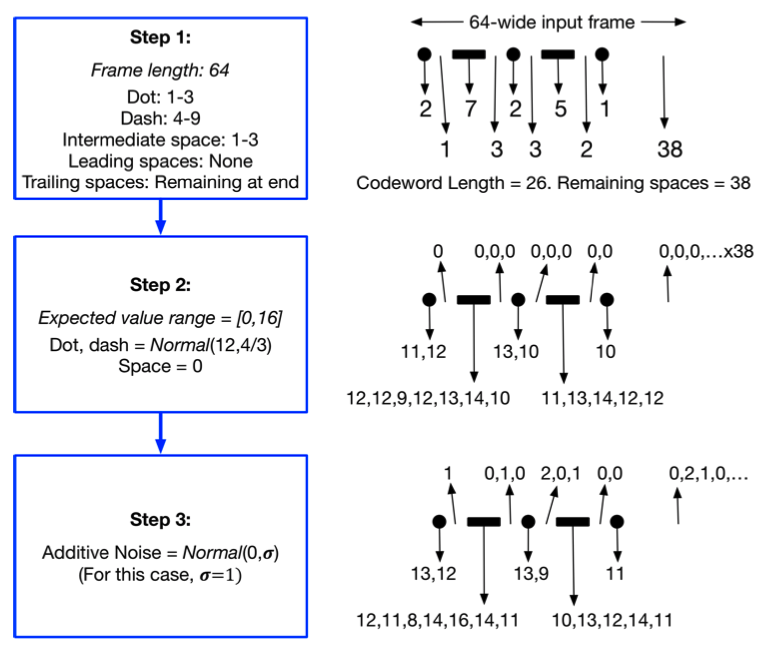 Step 1:
Frame length: 64
Dot: 1-3
Dash: 4-9
Intermediate space: 1-3
Leading spaces: None
Trailing spaces: Remaining at end
64-wide input frame
2 7 2 5 1
1 3 3 2 38
Codeword Length = 26. Remaining spaces = 38
Step 2:
Expected value range = [0,16]
Dot, dash = Normal(12,4/3)
Space = 0
0 0,0,0 0,0,0 0,0 0,0,0,...x38
11,12 13,10 10
12,12,9,12,13,14,10 11,13,14,12,12
Step 3:
Additive Noise = Normal(0,σ)
(For this case, σ=1)
1 0,1,0 2,0,1 0,0 0,2,1,0,...
13,12 13,9 11
12,11,8,14,16,14,11 10,13,12,14,11